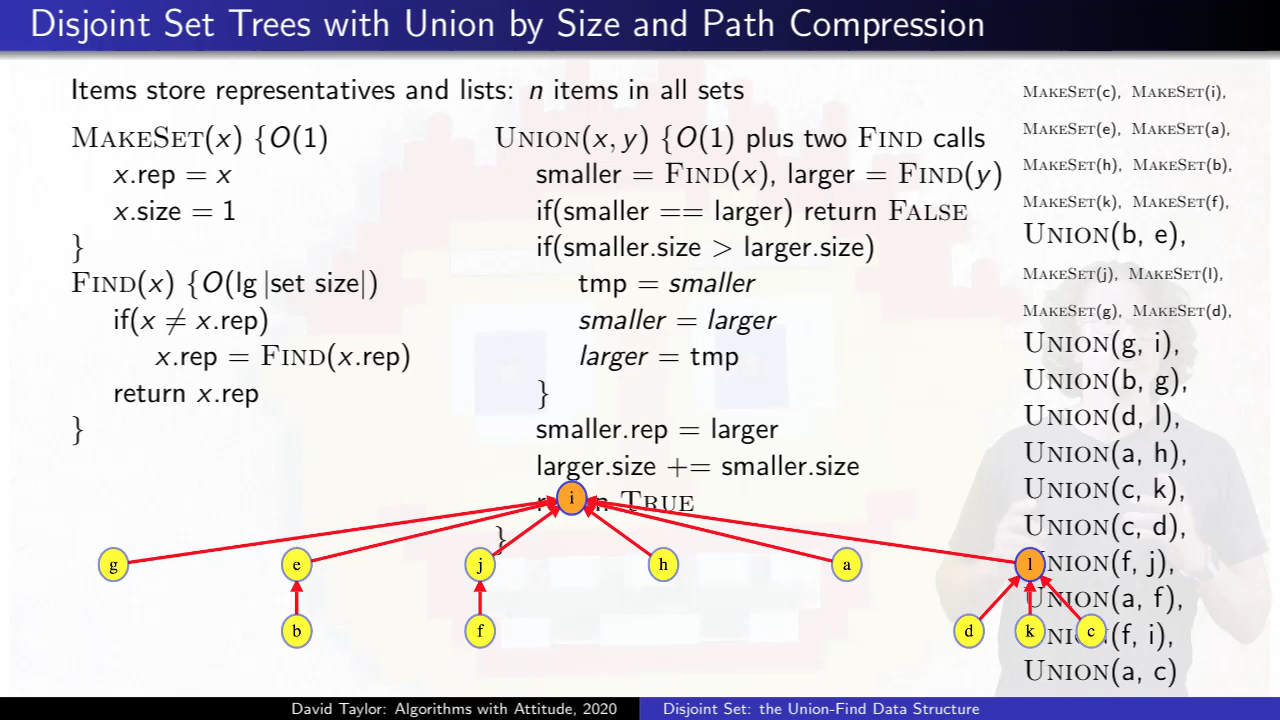 Disjoint Set Trees with Union by Size and Path Compression
Items store representatives and lists: n items in all sets
MakeSet(x) {O(1)
x.rep = x
x.size = 1
}
Find(x) {O(lg |set size|)
if(x ≠ x.rep)
x.rep = Find(x.rep)
return x.rep
}
Union(x, y) {O(1) plus two Find calls
smaller = Find(x), larger = Find(y)
if(smaller == larger) return False
if(smaller.size > larger.size)
tmp = smaller
smaller = larger
larger = tmp
}
smaller.rep = larger
larger.size += smaller.size
True
}
MakeSet(c), MakeSet(i),
MakeSet(e), MakeSet(a),
MakeSet(h), MakeSet(b),
MakeSet(k), MakeSet(f),
Union(b, e),
MakeSet(j), MakeSet(l),
MakeSet(g), MakeSet(d),
Union(g, i),
Union(b, g),
Union(d, l),
Union(a, h),
Union(c, k),
Union(c, d),
Union(f, j),
Union(a, f),
Union(f, i),
Union(a, c)
i
g e j h a l
b f d k c
David Taylor: Algorithms with Attitude, 2020 Disjoint Set: the Union-Find Data Structure